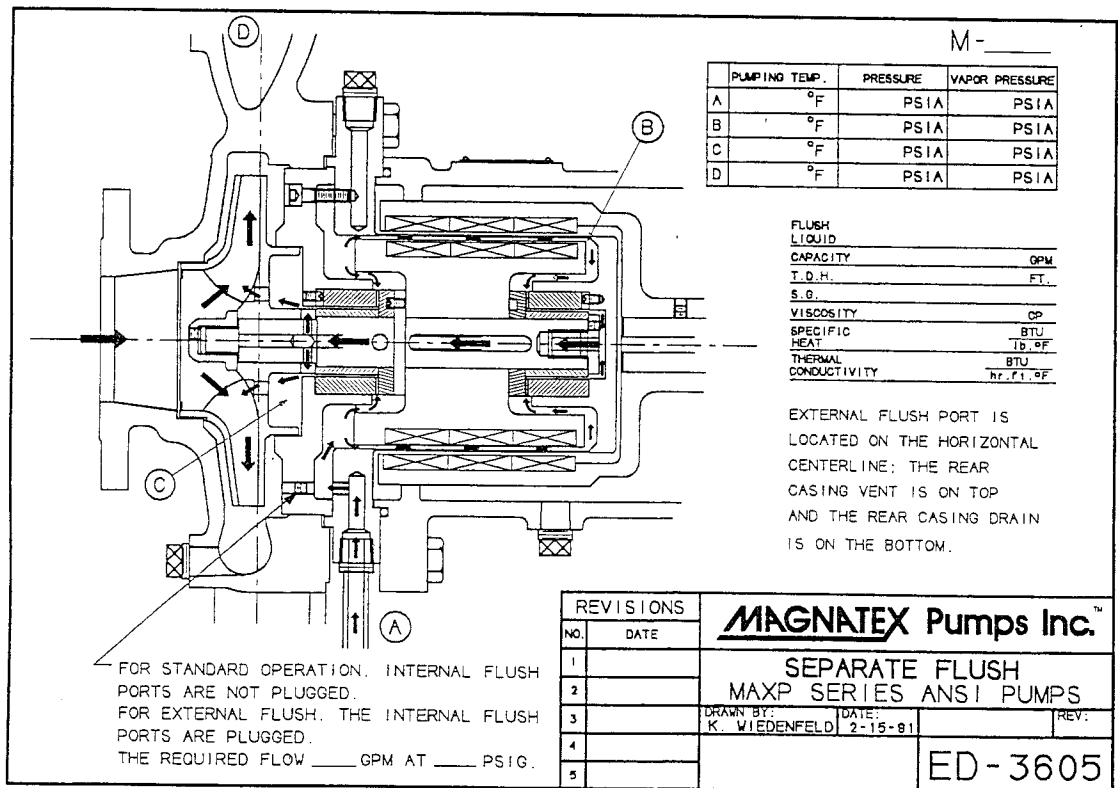 D
M-____
PUMPING TEMP. PRESSURE VAPOR PRESSURE
A °F PSIA PSIA
B °F PSIA PSIA
C °F PSIA PSIA
D °F PSIA PSIA
B
FLUSH
LIQUID
CAPACITY GPM
T.D.H. FT.
S.G.
VISCOSITY CP
SPECIFIC BTU
HEAT lb.°F
THERMAL BTU
CONDUCTIVITY hr.ft.°F
EXTERNAL FLUSH PORT IS
LOCATED ON THE HORIZONTAL
CENTERLINE; THE REAR
CASING VENT IS ON TOP
AND THE REAR CASING DRAIN
IS ON THE BOTTOM.
C
A
FOR STANDARD OPERATION. INTERNAL FLUSH
PORTS ARE NOT PLUGGED.
FOR EXTERNAL FLUSH. THE INTERNAL FLUSH
PORTS ARE PLUGGED.
THE REQUIRED FLOW ____ GPM AT ____ PSIG.
REVISIONS
NO. DATE
1
2
3
4
5
MAGNATEX Pumps Inc.™
SEPARATE FLUSH
MAXP SERIES ANSI PUMPS
DRAWN BY: DATE: REV:
K. WIEDENFELD 2-15-91
ED-3605